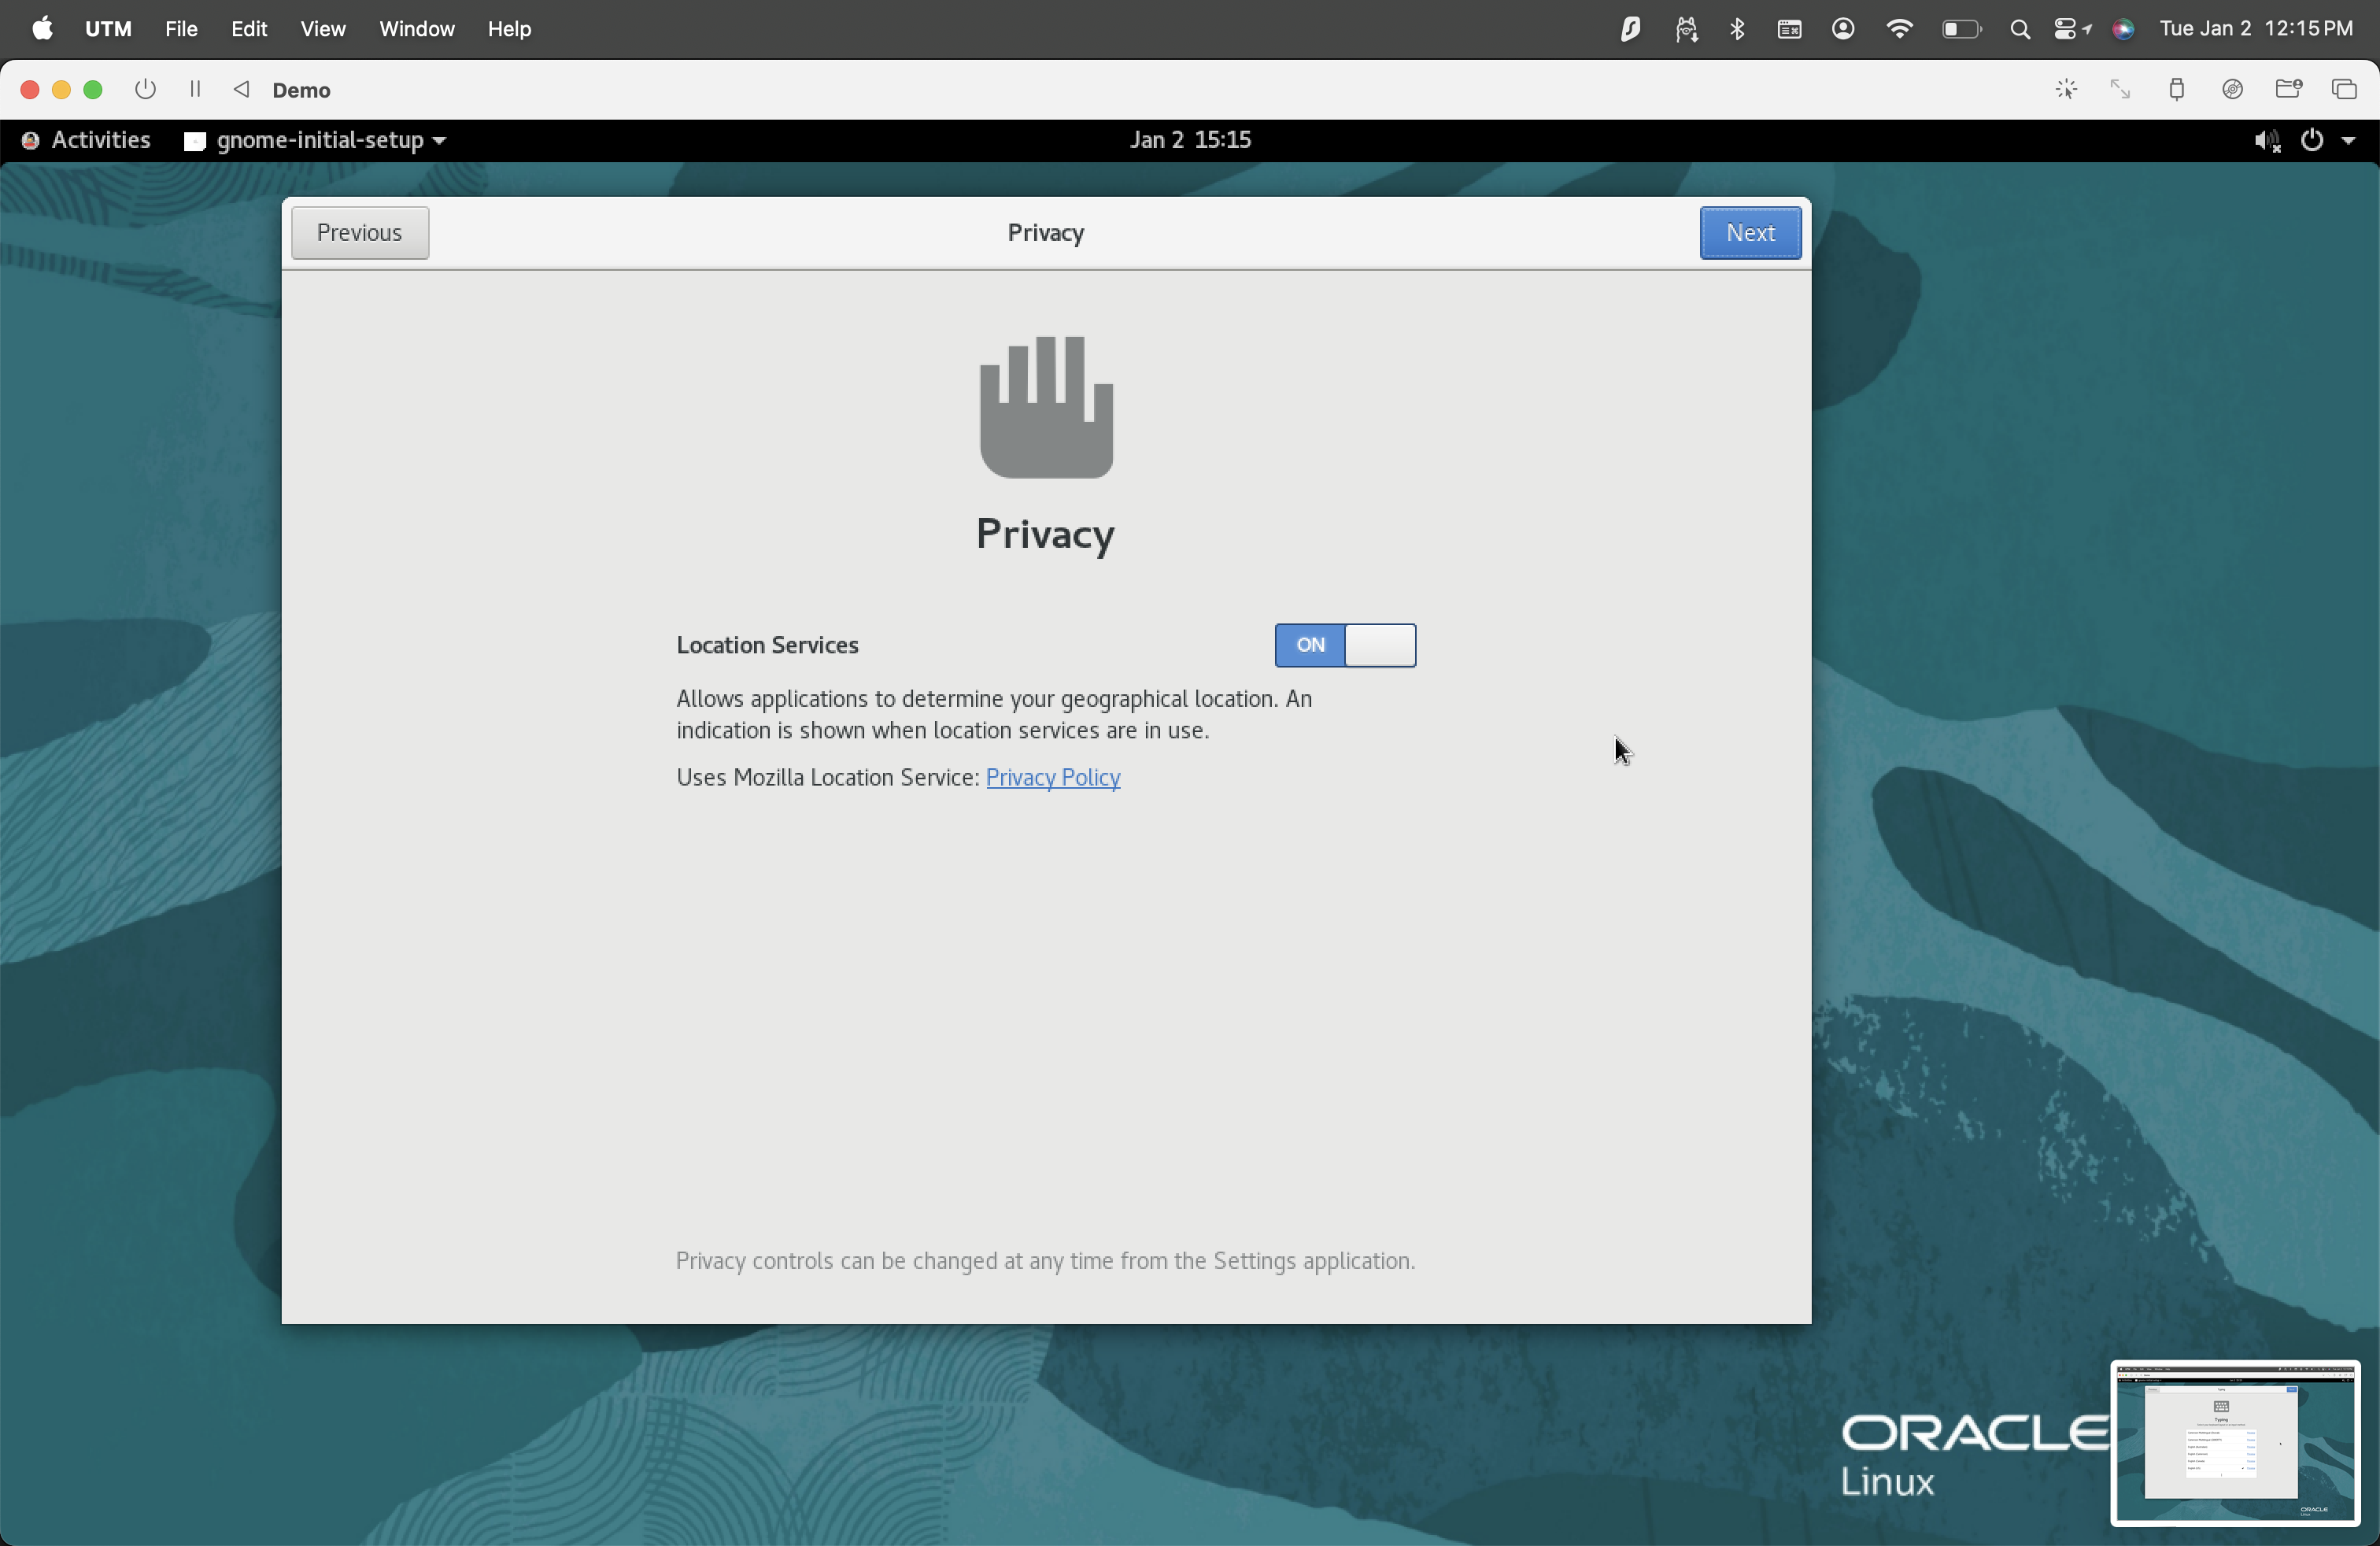 UTM File Edit View Window Help Tue Jan 2 12:15 PM
Demo
Activities gnome-initial-setup Jan 2 15:15
Previous Privacy Next
Privacy
Location Services ON
Allows applications to determine your geographical location. An
indication is shown when location services are in use.
Uses Mozilla Location Service: Privacy Policy
Privacy controls can be changed at any time from the Settings application.
ORACLE
Linux
Typing
ORACLE